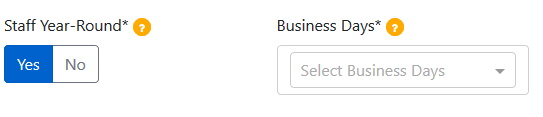 Staff Year-Round* ?
Business Days* ?
Yes
No
Select Business Days